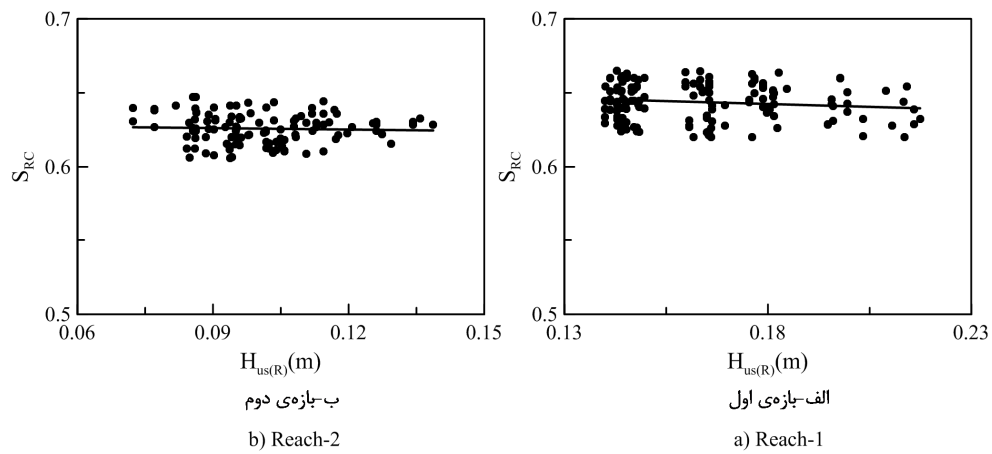 0.7
0.6
0.5
S_RC
0.06 0.09 0.12 0.15
H_us(R)(m)
ب-بازه‌ی دوم
b) Reach-2
0.7
0.6
0.5
S_RC
0.13 0.18 0.23
H_us(R)(m)
الف-بازه‌ی اول
a) Reach-1